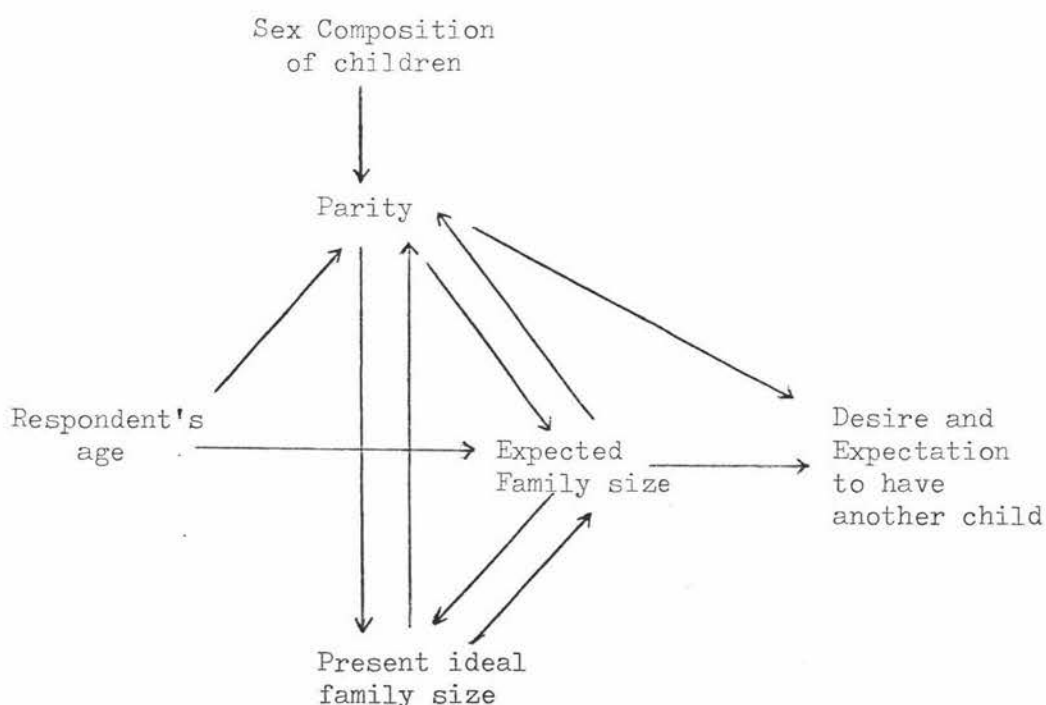 Sex Composition
of children
Parity
Respondent's
age
Expected
Family size
Desire and
Expectation
to have
another child
Present ideal
family size